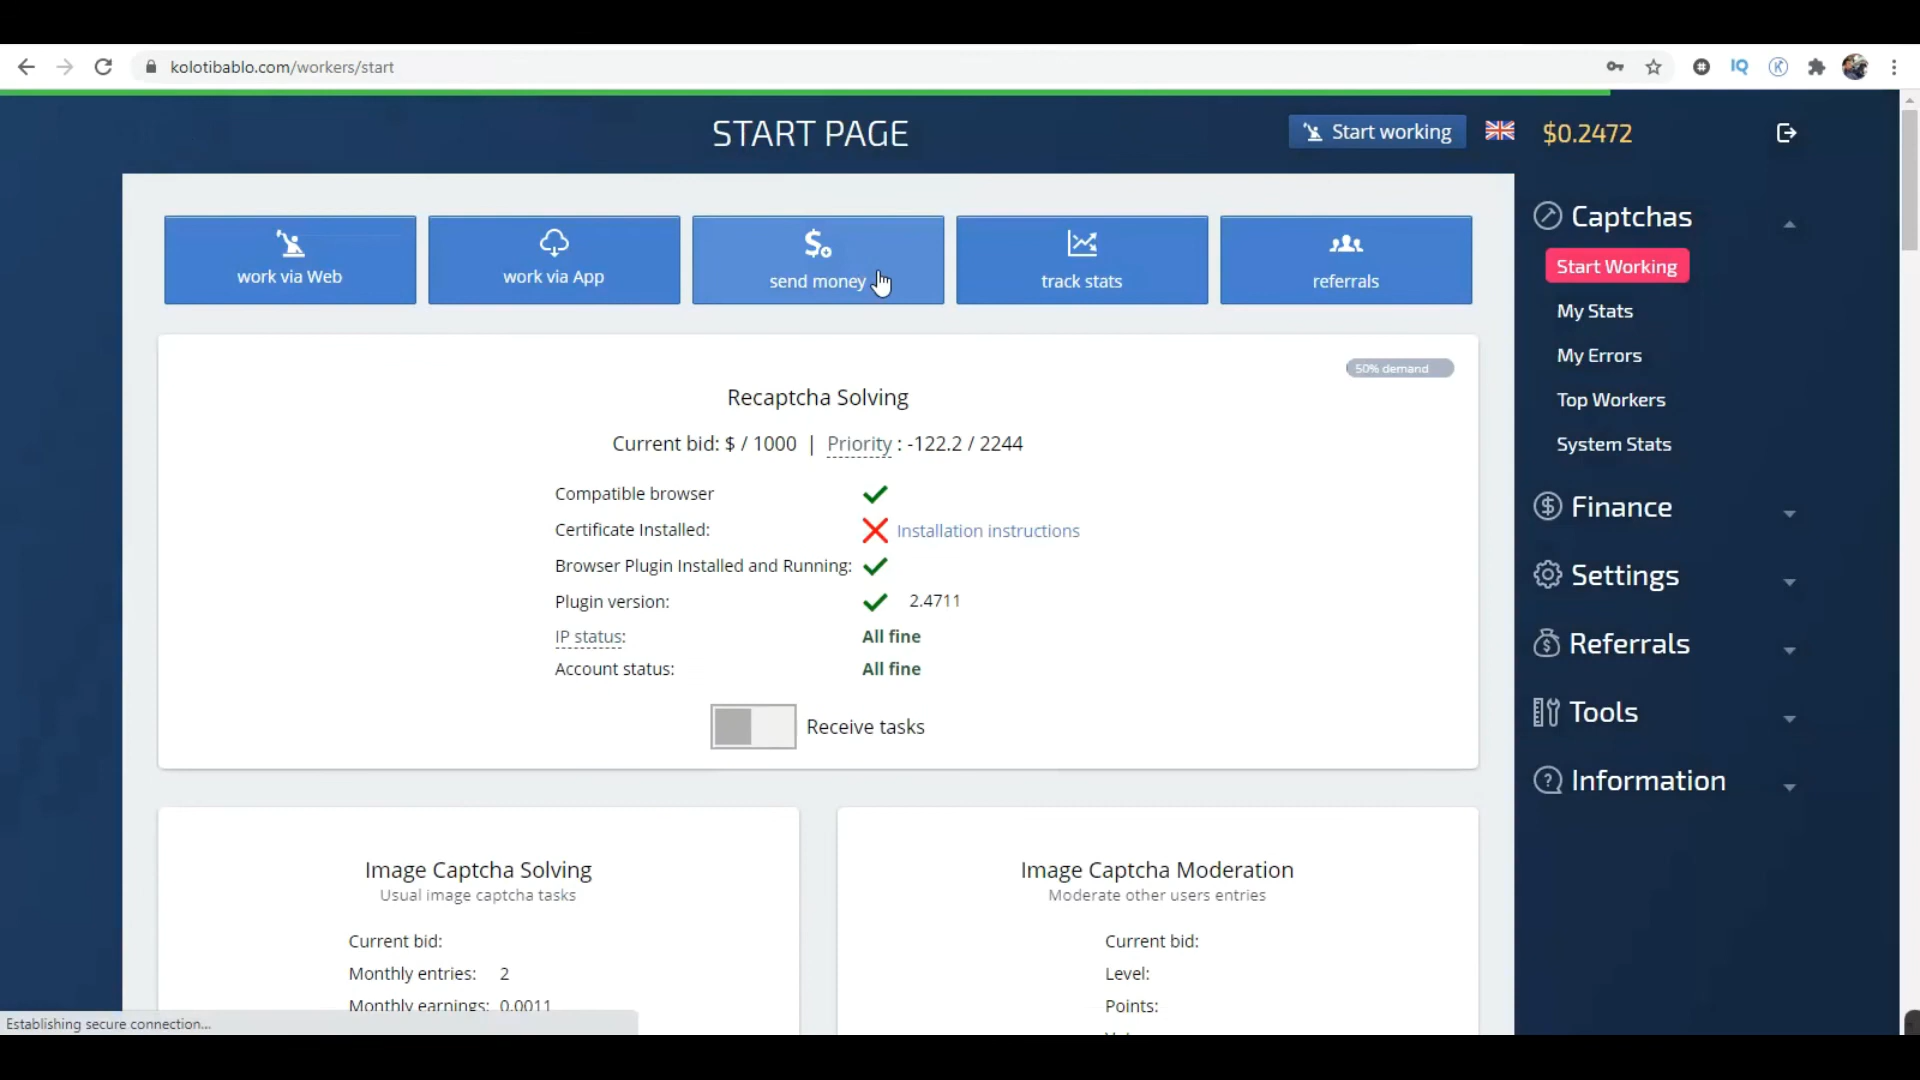 kolotibablo.com/workers/start
IQ
K
START PAGE
Start working
$0.2472
work via Web
work via App
send money
track stats
referrals
50% demand
Recaptcha Solving
Current bid: $ / 1000 | Priority : -122.2 / 2244
Compatible browser
Certificate Installed: Installation instructions
Browser Plugin Installed and Running:
Plugin version: 2.4711
IP status: All fine
Account status: All fine
Receive tasks
Image Captcha Solving
Usual image captcha tasks
Current bid:
Monthly entries: 2
Monthly earnings: 0.0011
Image Captcha Moderation
Moderate other users entries
Current bid:
Level:
Points:
Captchas
Start Working
My Stats
My Errors
Top Workers
System Stats
Finance
Settings
Referrals
Tools
Information
Establishing secure connection...